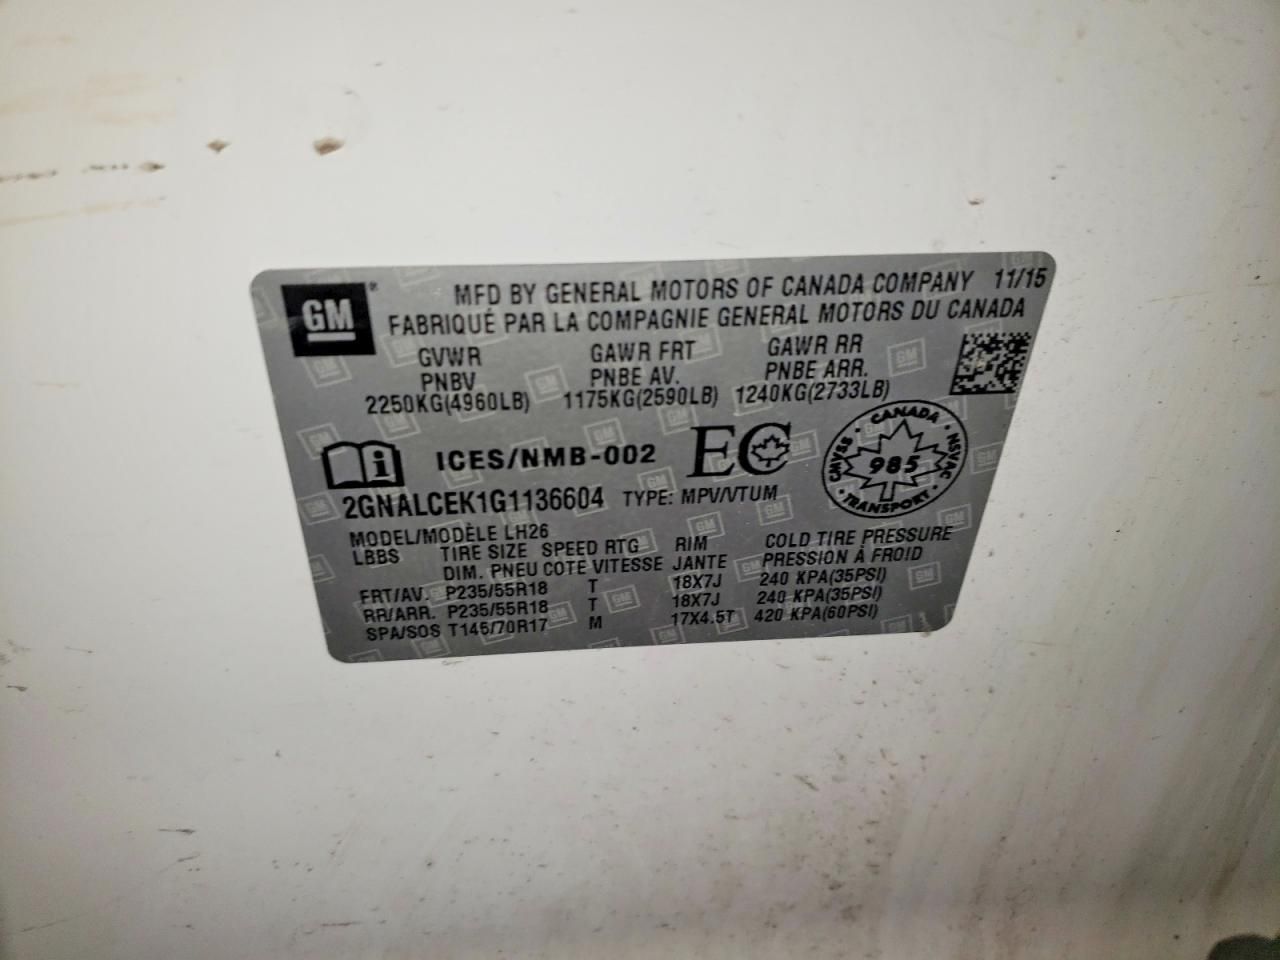 GM
MFD BY GENERAL MOTORS OF CANADA COMPANY 11/15
FABRIQUÉ PAR LA COMPAGNIE GENERAL MOTORS DU CANADA
GVWR GAWR FRT GAWR RR
PNBV PNBE AV. PNBE ARR.
2250KG(4960LB) 1175KG(2590LB) 1240KG(2733LB)
ICES/NMB-002 EC
CANADA CMVSS 985 NSVAC TRANSPORT
2GNALCEK1G1136604 TYPE: MPV/VTUM
MODEL/MODÈLE LH26
LBBS TIRE SIZE SPEED RTG RIM COLD TIRE PRESSURE
DIM. PNEU COTE VITESSE JANTE PRESSION À FROID
FRT/AV. P235/55R18 T 18X7J 240 KPA(35PSI)
RR/ARR. P235/55R18 T 18X7J 240 KPA(35PSI)
SPA/SOS T145/70R17 M 17X4.5T 420 KPA(60PSI)